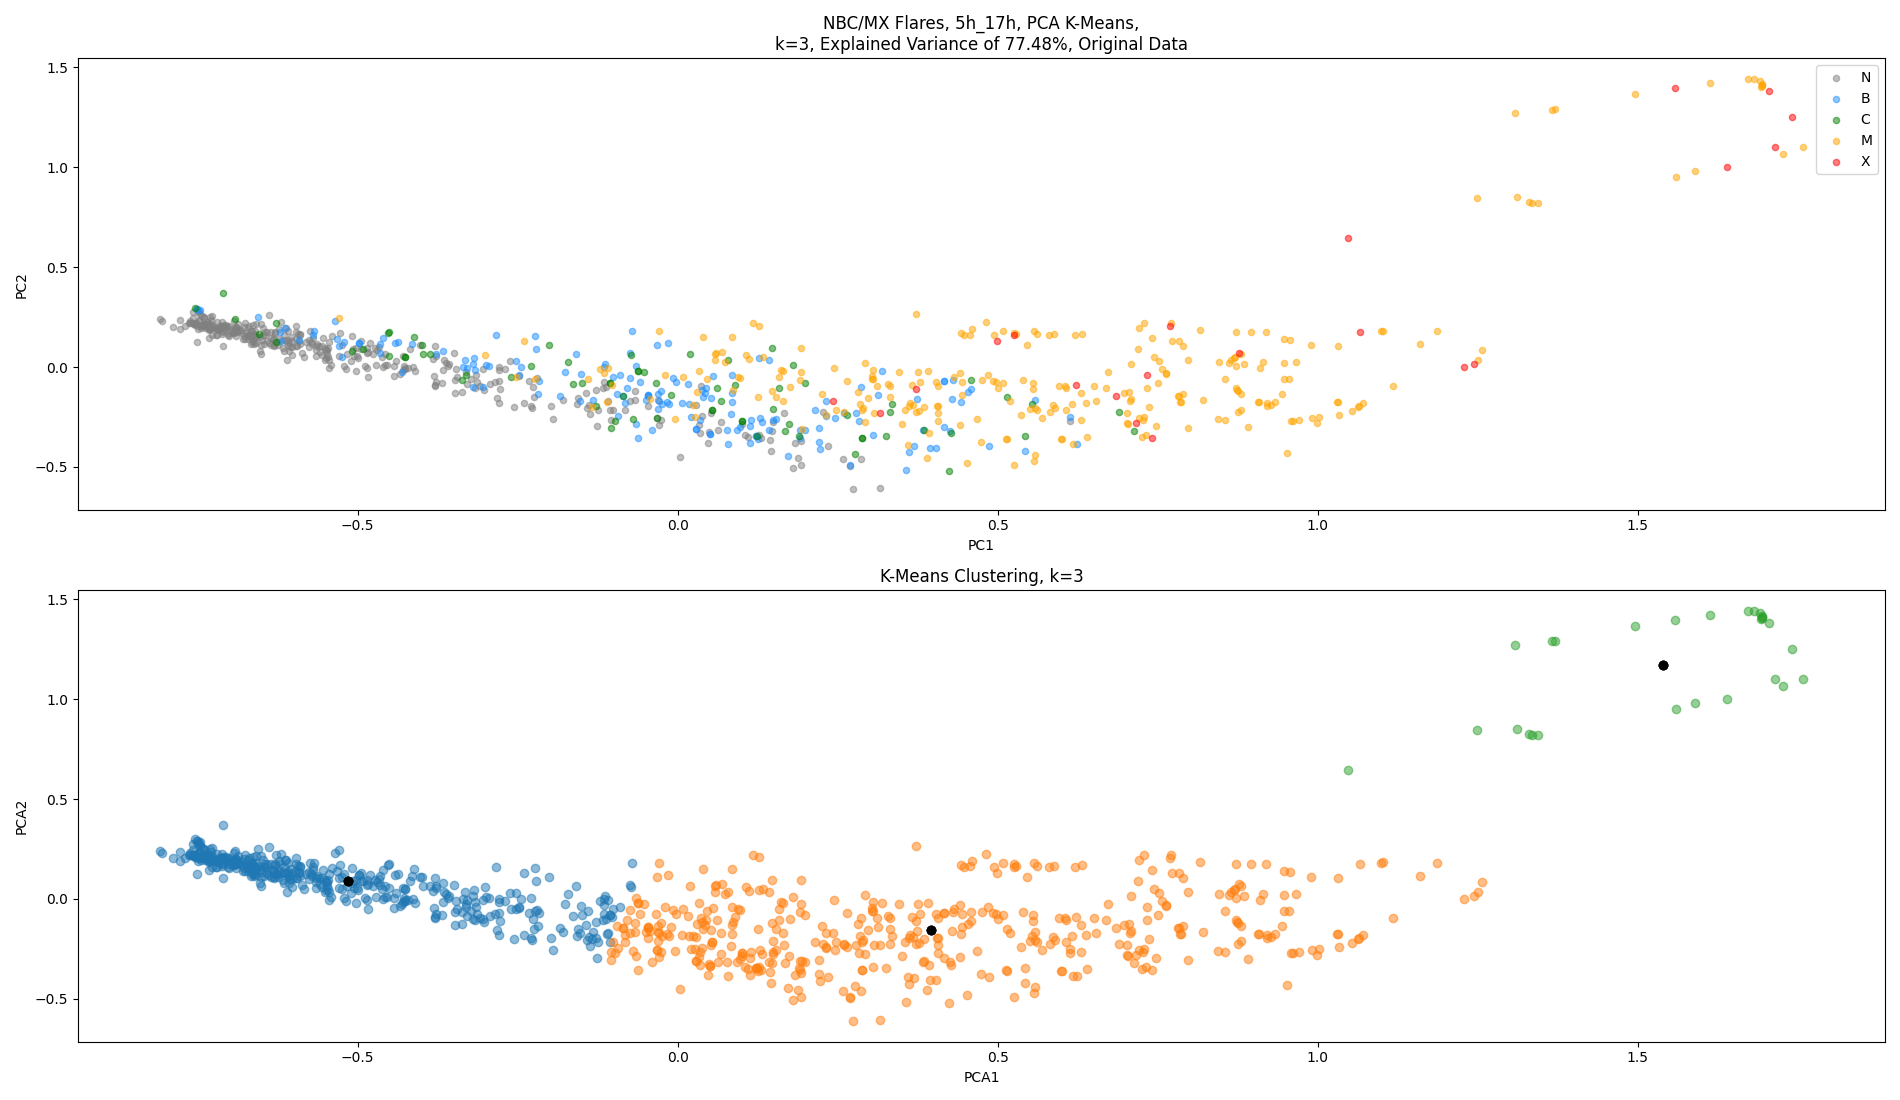 NBC/MX Flares, 5h_17h, PCA K-Means,
k=3, Explained Variance of 77.48%, Original Data
1.5
1.0
0.5
0.0
−0.5
PC2
N
B
C
M
X
−0.5
0.0
0.5
1.0
1.5
PC1
K-Means Clustering, k=3
1.5
1.0
0.5
0.0
−0.5
PCA2
−0.5
0.0
0.5
1.0
1.5
PCA1